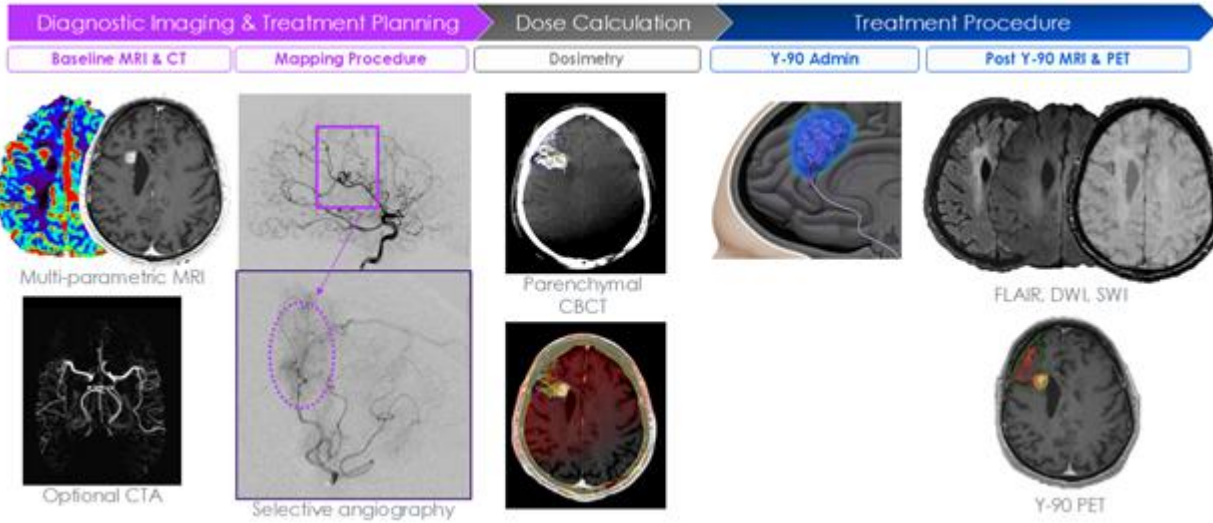 Diagnostic Imaging & Treatment Planning
Dose Calculation
Treatment Procedure
Baseline MRI & CT
Mapping Procedure
Dosimetry
Y-90 Admin
Post Y-90 MRI & PET
Multi-parametric MRI
Parenchymal
CBCT
FLAIR, DWI, SWI
Optional CTA
Selective angiography
Y-90 PET